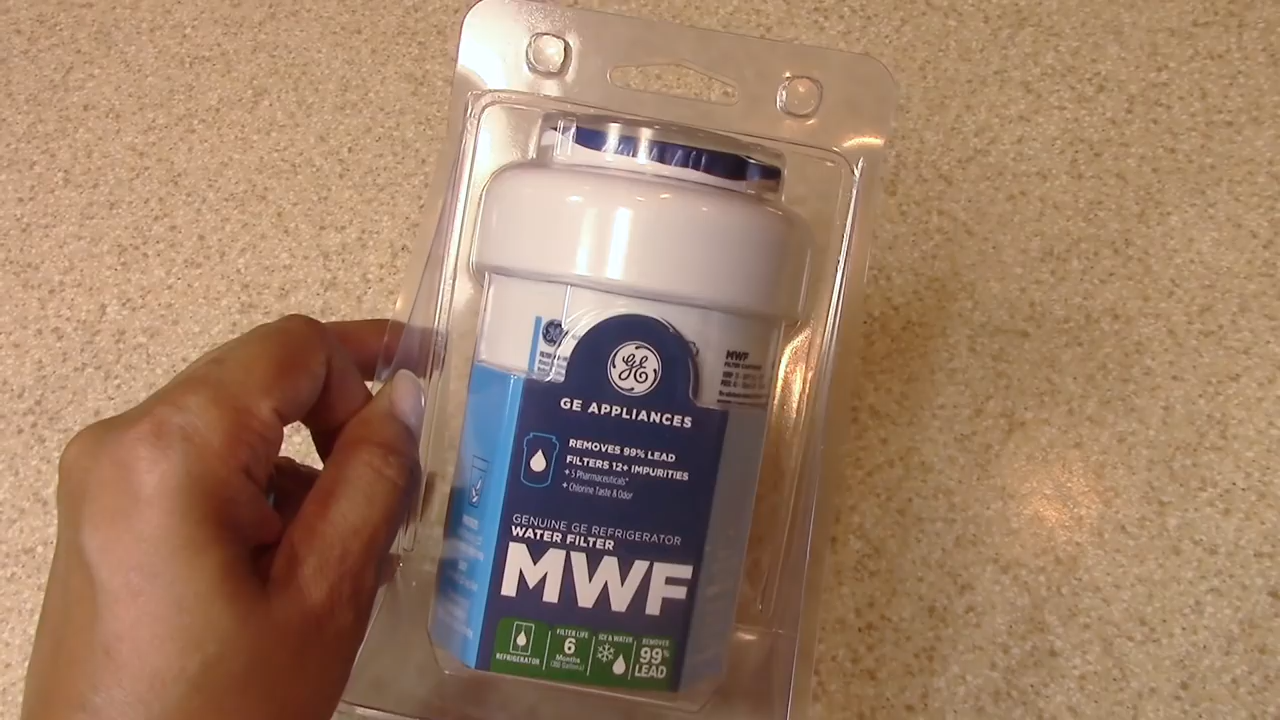 GE
MWF
GE
GE APPLIANCES
REMOVES 99% LEAD
FILTERS 12+ IMPURITIES
+ 5 Pharmaceuticals*
+ Chlorine Taste & Odor
GENUINE GE REFRIGERATOR
WATER FILTER
MWF
REFRIGERATOR
FILTER LIFE
6
Months
ICE & WATER
REMOVES
99%
LEAD